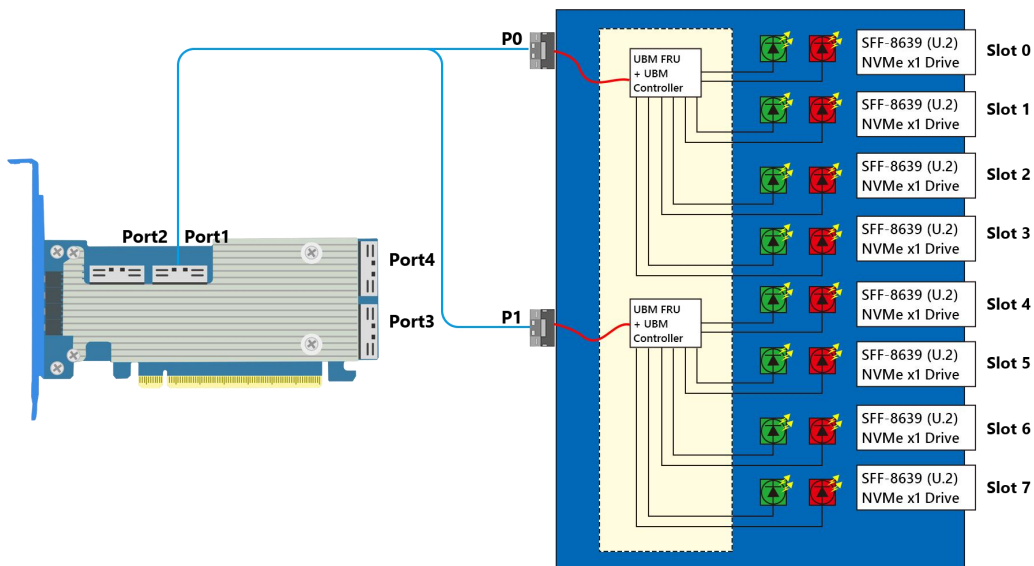 P0
UBM FRU
+ UBM
Controller
SFF-8639 (U.2)
NVMe x1 Drive
Slot 0
SFF-8639 (U.2)
NVMe x1 Drive
Slot 1
SFF-8639 (U.2)
NVMe x1 Drive
Slot 2
SFF-8639 (U.2)
NVMe x1 Drive
Slot 3
Port2 Port1
Port4
Port3
P1
UBM FRU
+ UBM
Controller
SFF-8639 (U.2)
NVMe x1 Drive
Slot 4
SFF-8639 (U.2)
NVMe x1 Drive
Slot 5
SFF-8639 (U.2)
NVMe x1 Drive
Slot 6
SFF-8639 (U.2)
NVMe x1 Drive
Slot 7